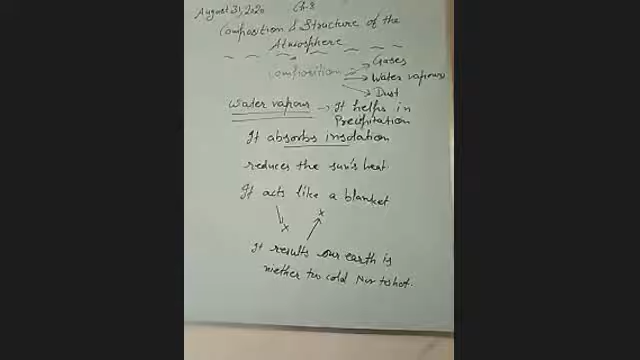 August 31, 2020 Ch-8
Composition & Structure of the
Atmosphere
Composition → Gases
→ Water vapours
→ Dust
Water vapour → It helps in
Precipitation
It absorbs insolation
reduces the sun's heat
It acts like a blanket
x x
It results our earth is
niether too cold Nor too hot.